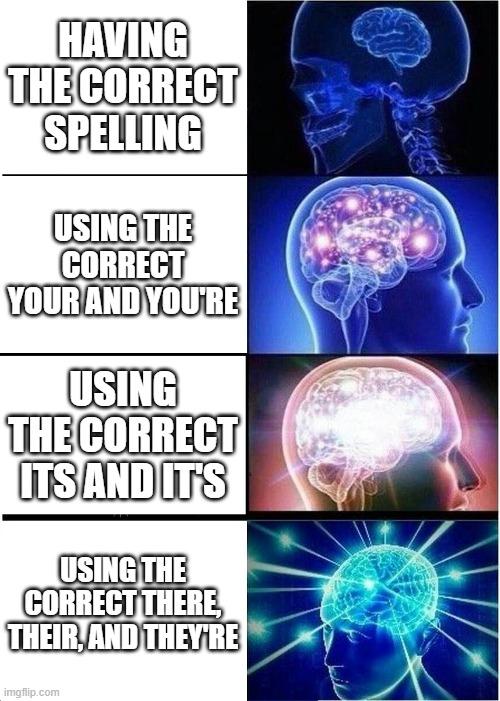 HAVING
THE CORRECT
SPELLING
USING THE
CORRECT
YOUR AND YOU'RE
USING
THE CORRECT
ITS AND IT'S
USING THE
CORRECT THERE,
THEIR, AND THEY'RE
imgflip.com